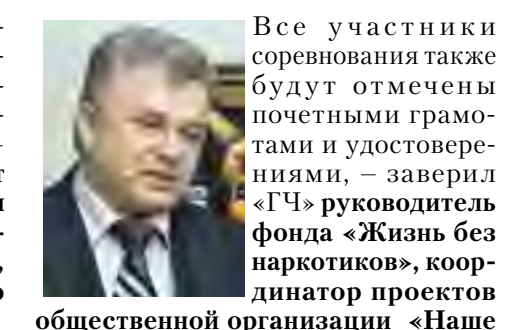 Все участники
соревнования также
будут отмечены
почетными грамо-
тами и удостовере-
ниями, – заверил
«ГЧ» руководитель
фонда «Жизнь без
наркотиков», коор-
динатор проектов
общественной организации «Наше